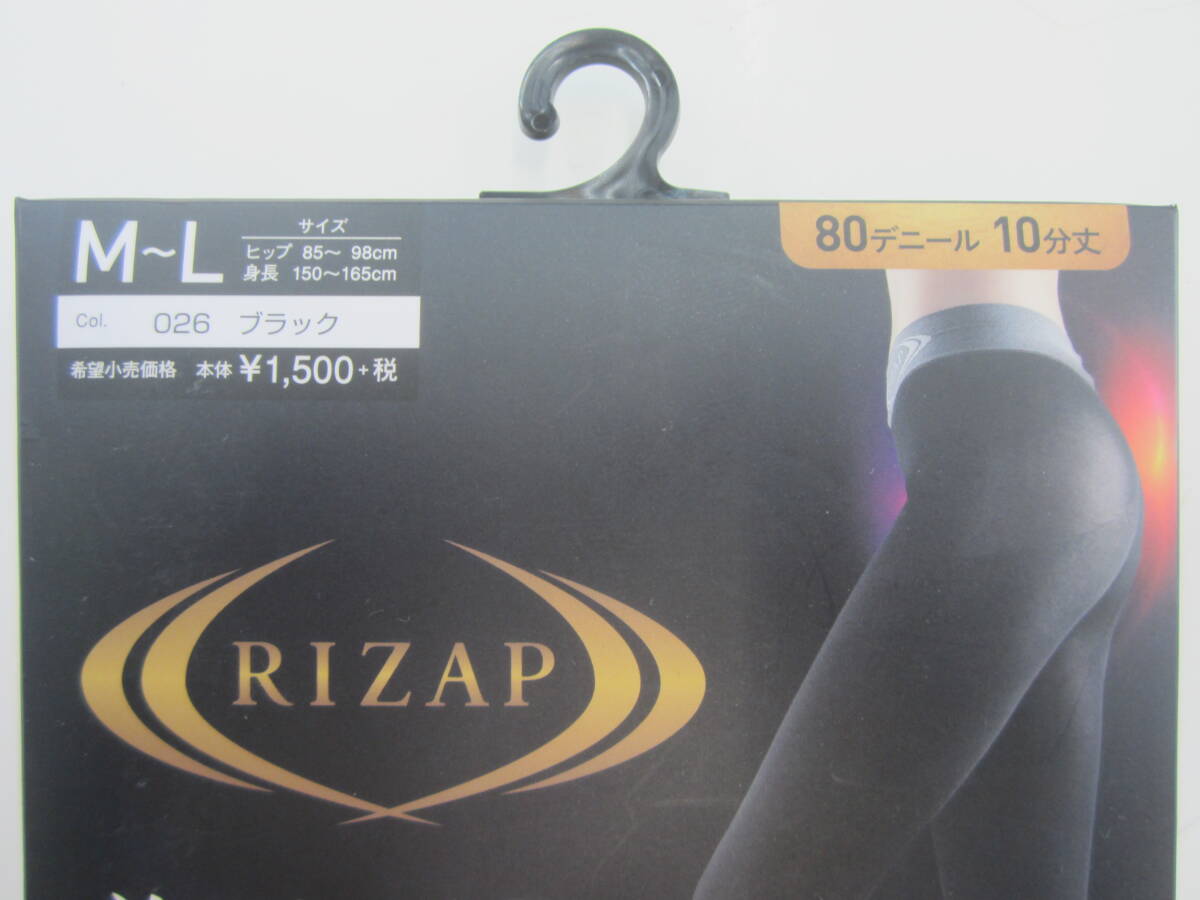 M~L
サイズ
ヒップ 85～ 98cm
身長 150～165cm
Col. 026 ブラック
希望小売価格 本体 ¥1,500+税
80デニール 10分丈
RIZAP